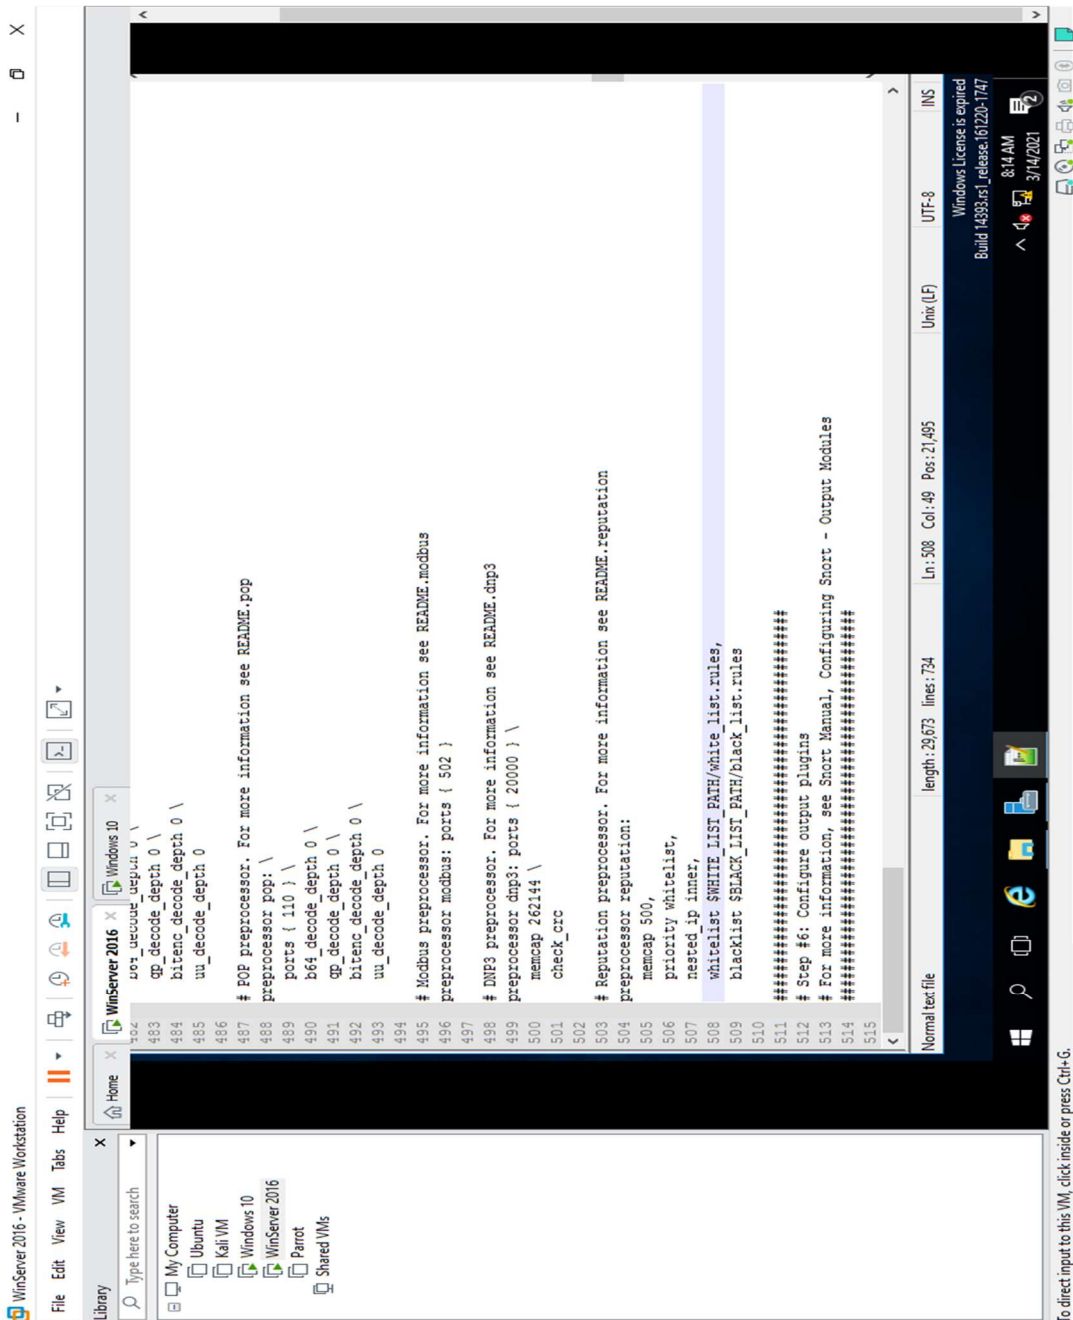 WinServer 2016 - VMware Workstation
File Edit View VM Tabs Help
Library X
Type here to search
My Computer
Ubuntu
Kali VM
Windows 10
WinServer 2016
Parrot
Shared VMs
Home × WinServer 2016 × Windows 10 ×
482 b64_decode_depth 0 \
483 qp_decode_depth 0 \
484 bitenc_decode_depth 0 \
485 uu_decode_depth 0
486
487 # POP preprocessor. For more information see README.pop
488 preprocessor pop: \
489 ports { 110 } \
490 b64_decode_depth 0 \
491 qp_decode_depth 0 \
492 bitenc_decode_depth 0 \
493 uu_decode_depth 0
494
495 # Modbus preprocessor. For more information see README.modbus
496 preprocessor modbus: ports { 502 }
497
498 # DNP3 preprocessor. For more information see README.dnp3
499 preprocessor dnp3: ports { 20000 } \
500 memcap 262144 \
501 check_crc
502
503 # Reputation preprocessor. For more information see README.reputation
504 preprocessor reputation:
505 memcap 500,
506 priority whitelist,
507 nested_ip inner,
508 whitelist $WHITE_LIST_PATH/white_list.rules,
509 blacklist $BLACK_LIST_PATH/black_list.rules
510
511 ###################################################
512 # Step #6: Configure output plugins
513 # For more information, see Snort Manual, Configuring Snort - Output Modules
514 ###################################################
515
Normal text file length : 29,673 lines : 734 Ln : 508 Col : 49 Pos : 21,495 Unix (LF) UTF-8 INS
Windows License is expired
Build 14393.rs1_release.161220-1747
8:14 AM
3/14/2021
2
To direct input to this VM, click inside or press Ctrl+G.